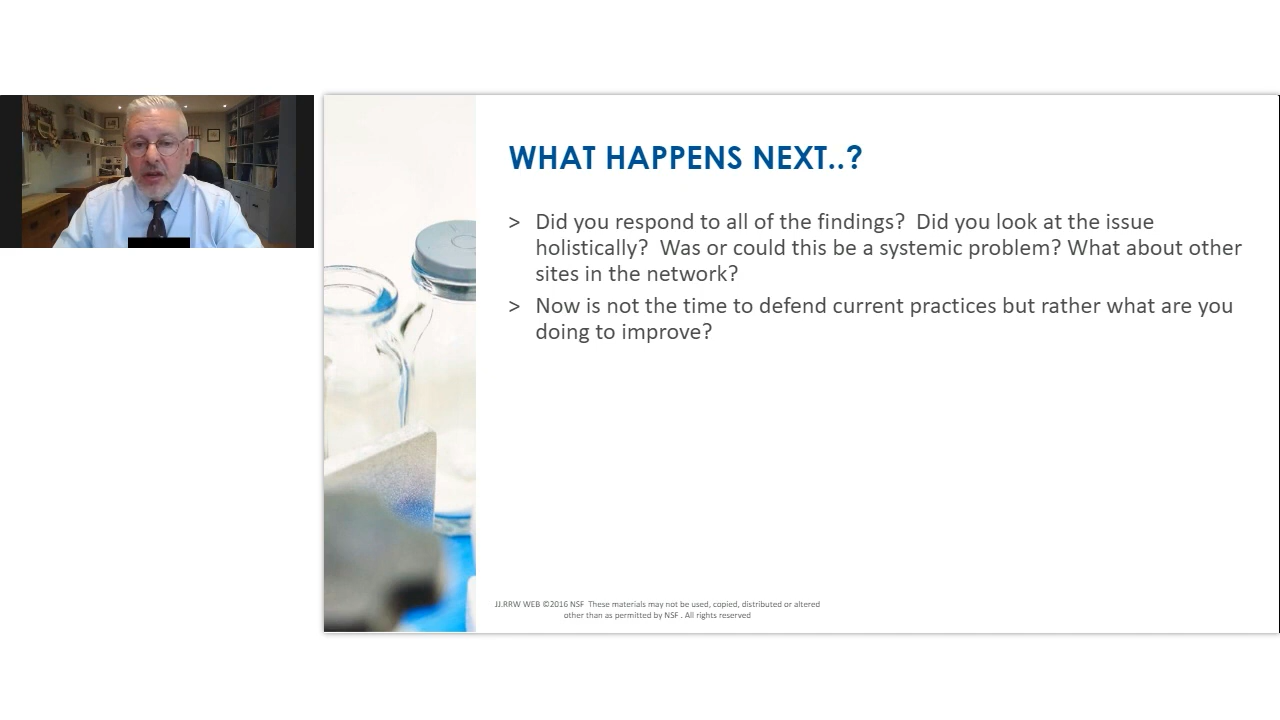 WHAT HAPPENS NEXT..?
> Did you respond to all of the findings?  Did you look at the issue
holistically?  Was or could this be a systemic problem? What about other
sites in the network?
> Now is not the time to defend current practices but rather what are you
doing to improve?
JJ.RRW WEB ©2016 NSF  These materials may not be used, copied, distributed or altered
other than as permitted by NSF . All rights reserved